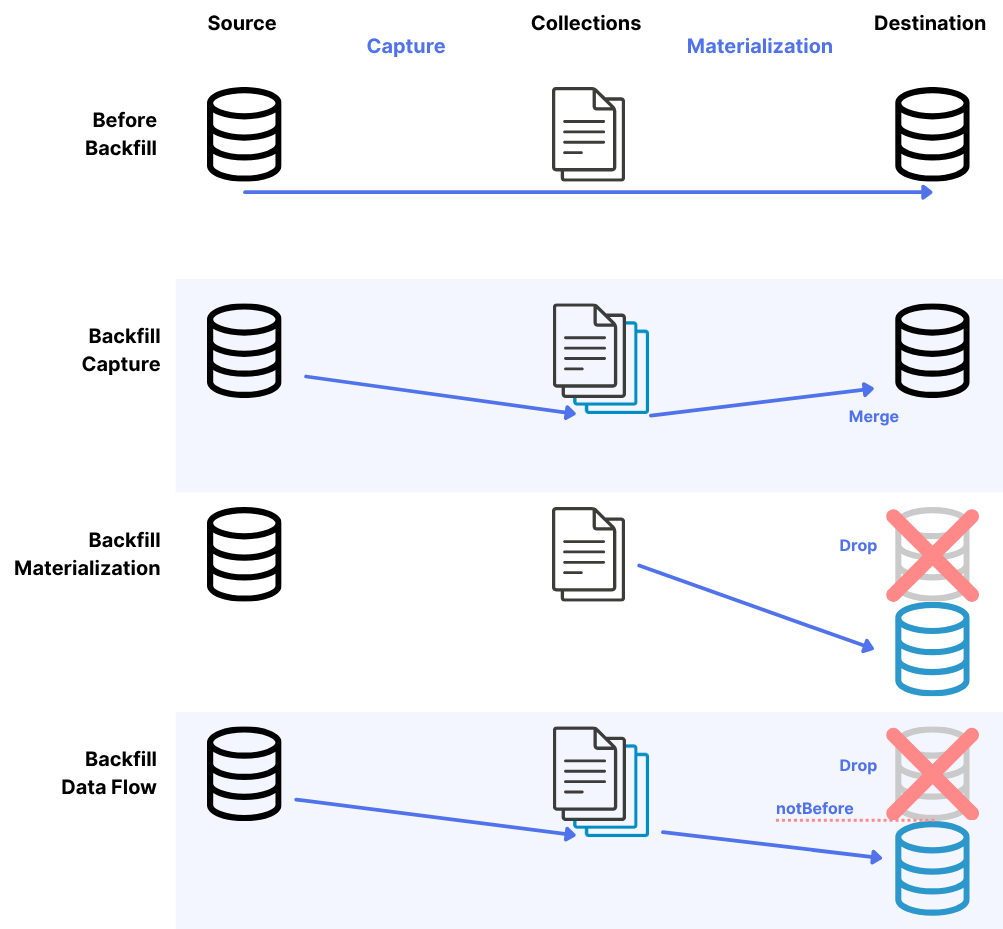 Source
Collections
Destination
Capture
Materialization
Before
Backfill
Backfill
Capture
Merge
Backfill
Materialization
Drop
Backfill
Data Flow
Drop
notBefore